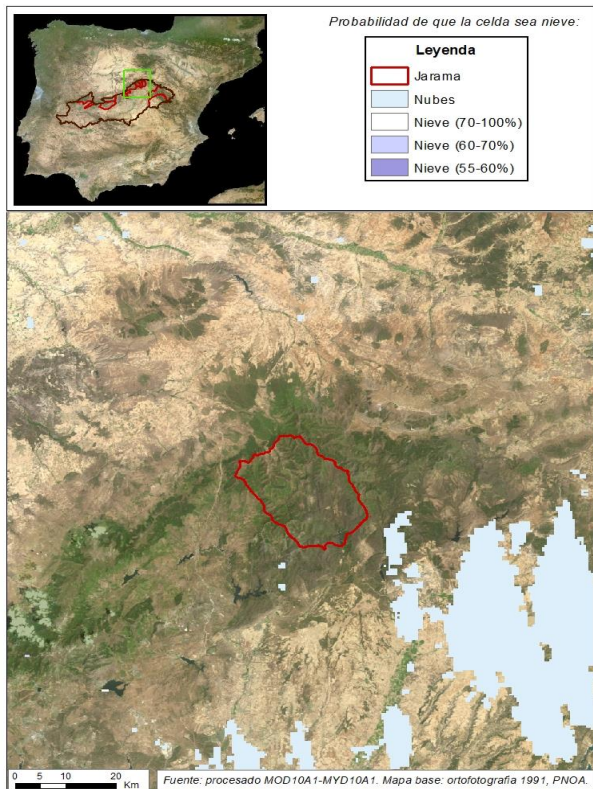 Probabilidad de que la celda sea nieve:
Leyenda
Jarama
Nubes
Nieve (70-100%)
Nieve (60-70%)
Nieve (55-60%)
0 5 10 20
Km
Fuente: procesado MOD10A1-MYD10A1. Mapa base: ortofotografia 1991, PNOA.